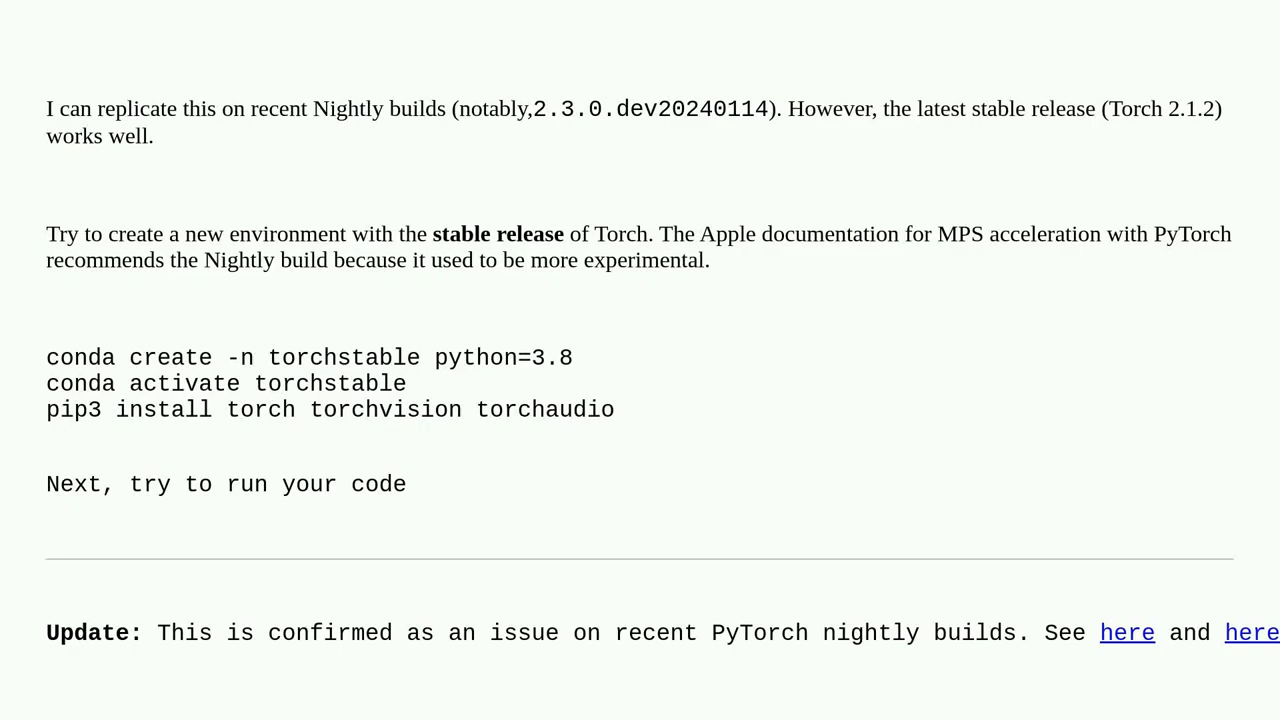 I can replicate this on recent Nightly builds (notably,2.3.0.dev20240114). However, the latest stable release (Torch 2.1.2)
works well.
Try to create a new environment with the stable release of Torch. The Apple documentation for MPS acceleration with PyTorch
recommends the Nightly build because it used to be more experimental.
conda create -n torchstable python=3.8
conda activate torchstable
pip3 install torch torchvision torchaudio
Next, try to run your code
Update: This is confirmed as an issue on recent PyTorch nightly builds. See here and here